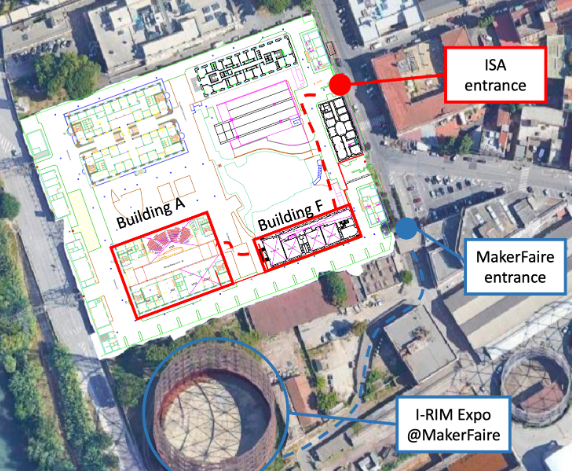 ISA
entrance
Building A
Building F
MakerFaire
entrance
I-RIM Expo
@MakerFaire